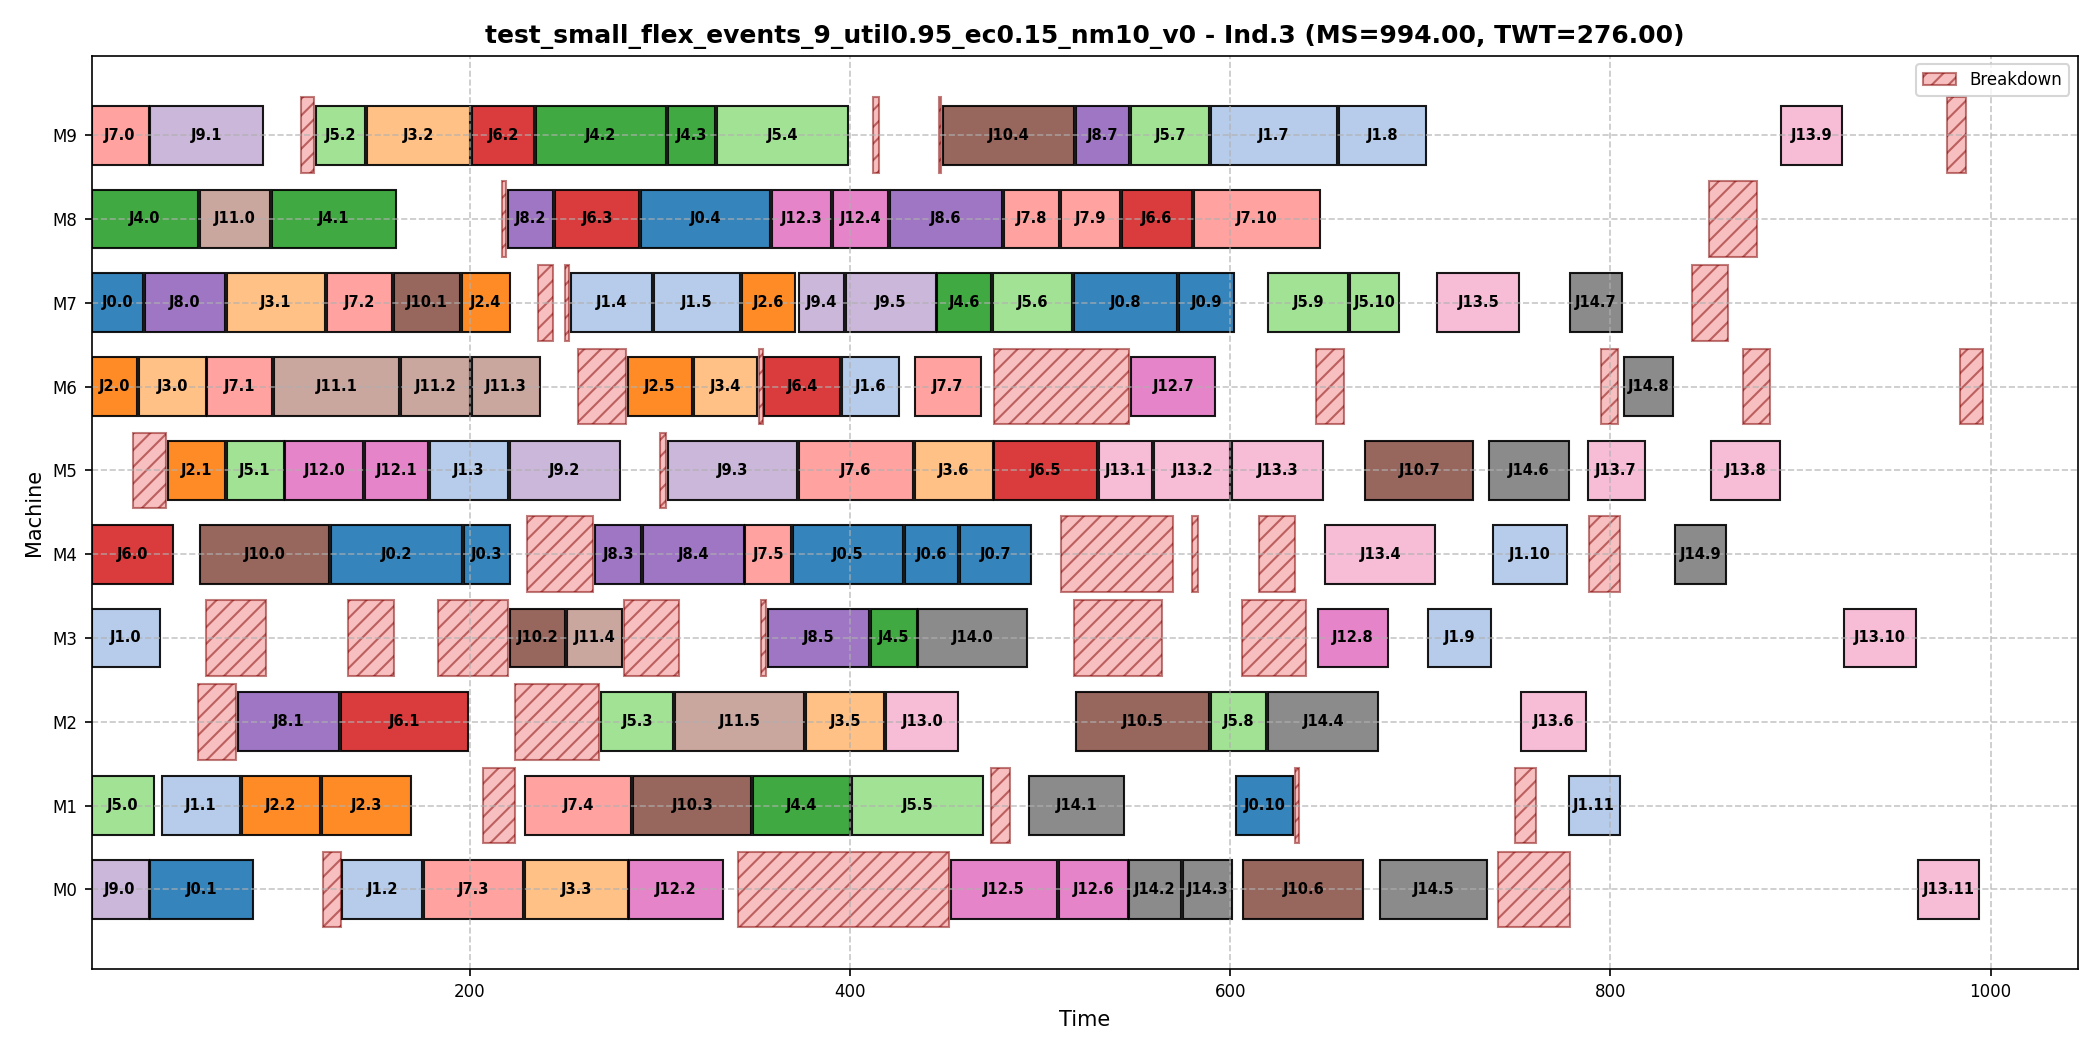 test_small_flex_events_9_util0.95_ec0.15_nm10_v0 - Ind.3 (MS=994.00, TWT=276.00)
Breakdown
M9 J7.0 J9.1 J5.2 J3.2 J6.2 J4.2 J4.3 J5.4 J10.4 J8.7 J5.7 J1.7 J1.8 J13.9
M8 J4.0 J11.0 J4.1 J8.2 J6.3 J0.4 J12.3 J12.4 J8.6 J7.8 J7.9 J6.6 J7.10
M7 J0.0 J8.0 J3.1 J7.2 J10.1 J2.4 J1.4 J1.5 J2.6 J9.4 J9.5 J4.6 J5.6 J0.8 J0.9 J5.9 J5.10 J13.5 J14.7
M6 J2.0 J3.0 J7.1 J11.1 J11.2 J11.3 J2.5 J3.4 J6.4 J1.6 J7.7 J12.7 J14.8
M5 J2.1 J5.1 J12.0 J12.1 J1.3 J9.2 J9.3 J7.6 J3.6 J6.5 J13.1 J13.2 J13.3 J10.7 J14.6 J13.7 J13.8
M4 J6.0 J10.0 J0.2 J0.3 J8.3 J8.4 J7.5 J0.5 J0.6 J0.7 J13.4 J1.10 J14.9
M3 J1.0 J10.2 J11.4 J8.5 J4.5 J14.0 J12.8 J1.9 J13.10
M2 J8.1 J6.1 J5.3 J11.5 J3.5 J13.0 J10.5 J5.8 J14.4 J13.6
M1 J5.0 J1.1 J2.2 J2.3 J7.4 J10.3 J4.4 J5.5 J14.1 J0.10 J1.11
M0 J9.0 J0.1 J1.2 J7.3 J3.3 J12.2 J12.5 J12.6 J14.2 J14.3 J10.6 J14.5 J13.11
Machine
200 400 600 800 1000
Time